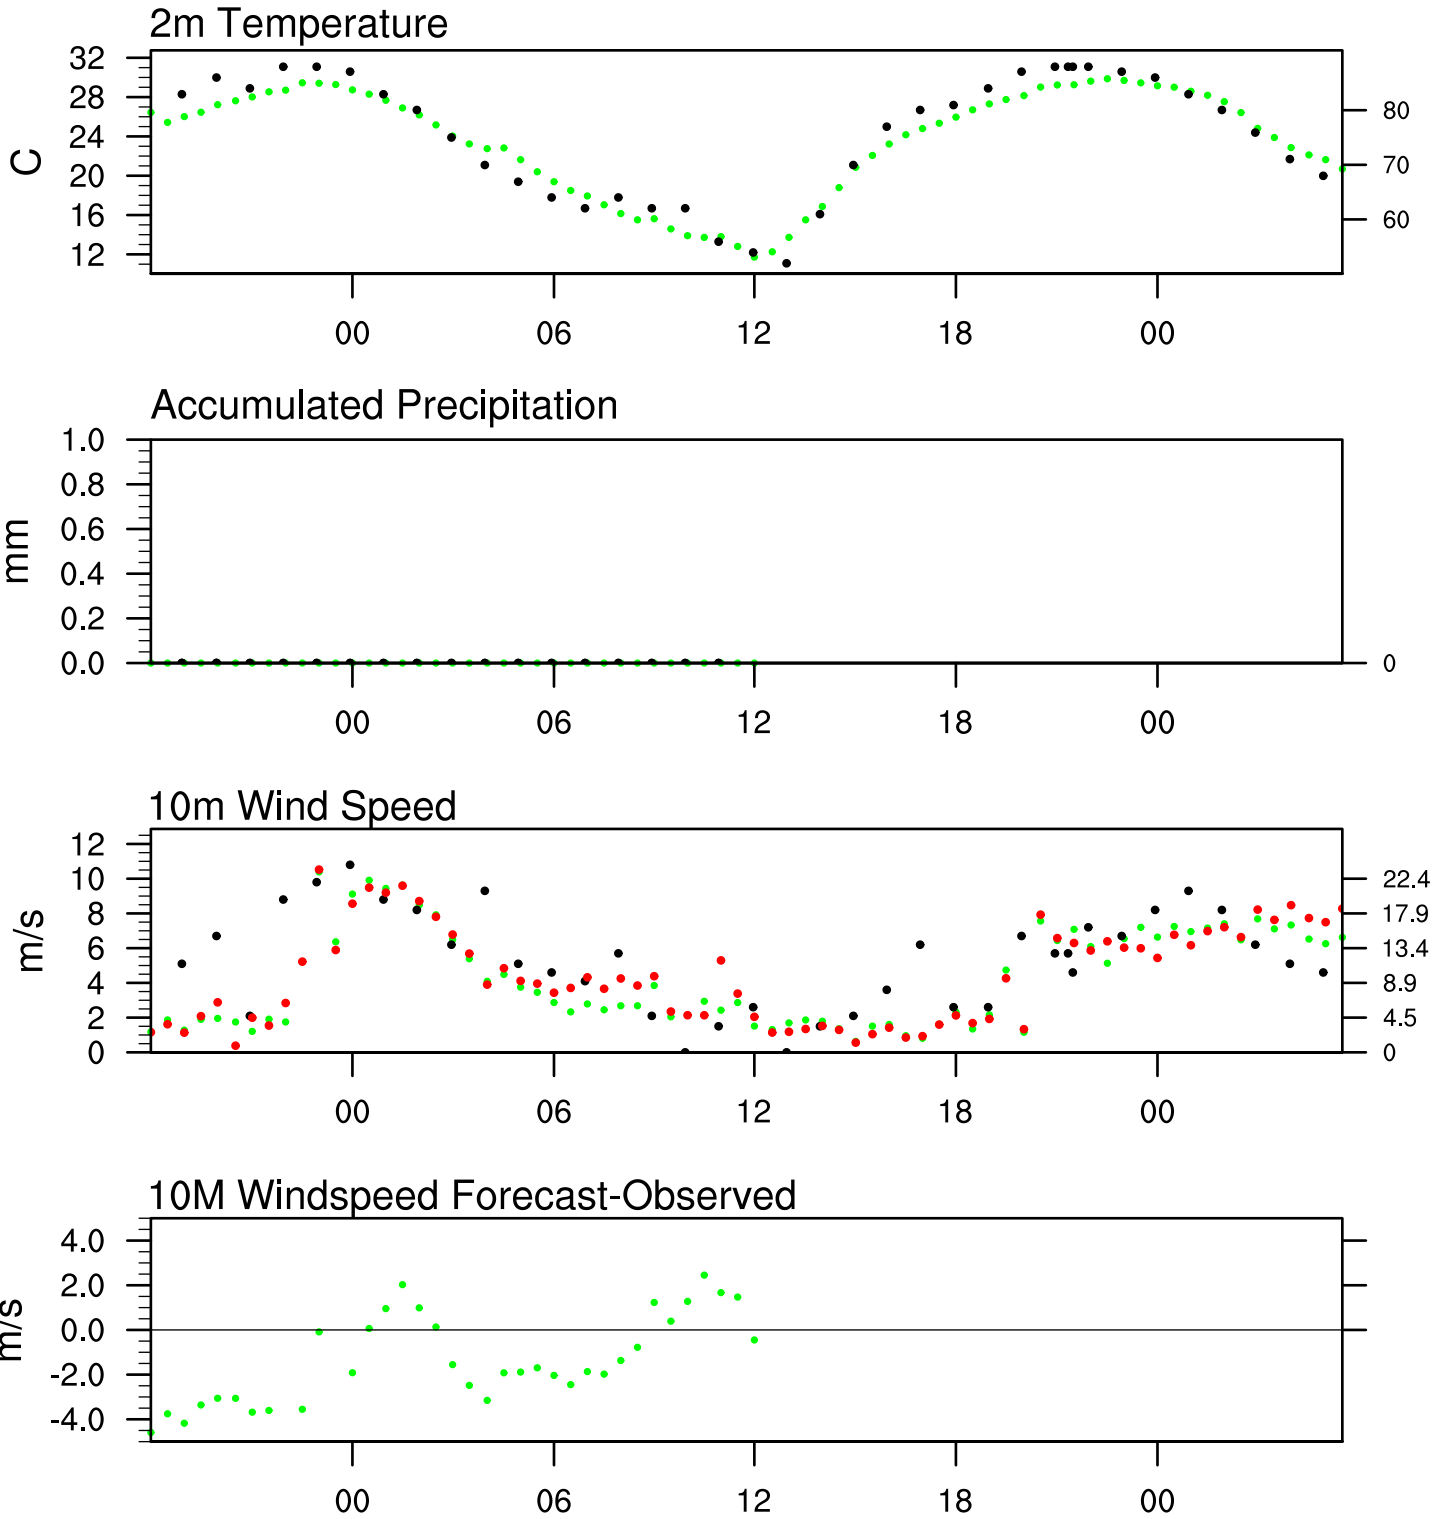 2m Temperature
32
28
24
20
16
12
C
80
70
60
00 06 12 18 00
Accumulated Precipitation
1.0
0.8
0.6
0.4
0.2
0.0
mm
0
00 06 12 18 00
10m Wind Speed
12
10
8
6
4
2
0
m/s
22.4
17.9
13.4
8.9
4.5
0
00 06 12 18 00
10M Windspeed Forecast-Observed
4.0
2.0
0.0
-2.0
-4.0
m/s
00 06 12 18 00